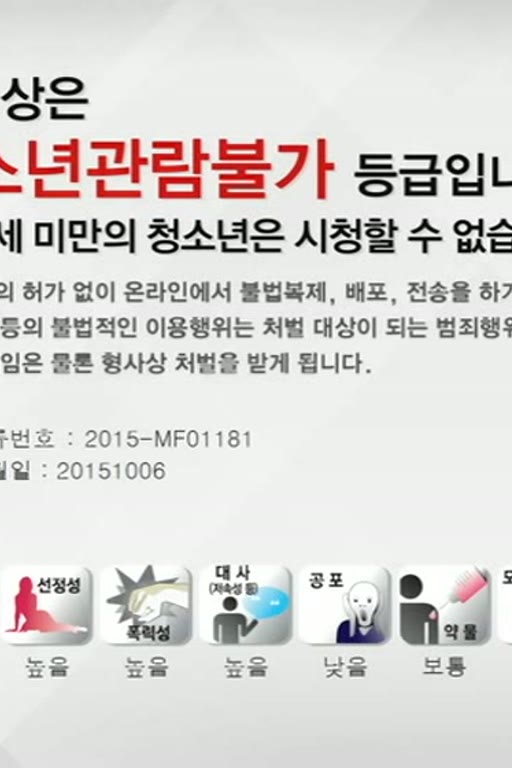 상은
소년관람불가 등급입니
세 미만의 청소년은 시청할 수 없습
의 허가 없이 온라인에서 불법복제, 배포, 전송을 하거
등의 불법적인 이용행위는 처벌 대상이 되는 범죄행위
임은 물론 형사상 처벌을 받게 됩니다.
류번호 : 2015-MF01181
월일 : 20151006
선정성 폭력성 대사 (저속성 등) 공포 약물
높음 높음 높음 낮음 보통